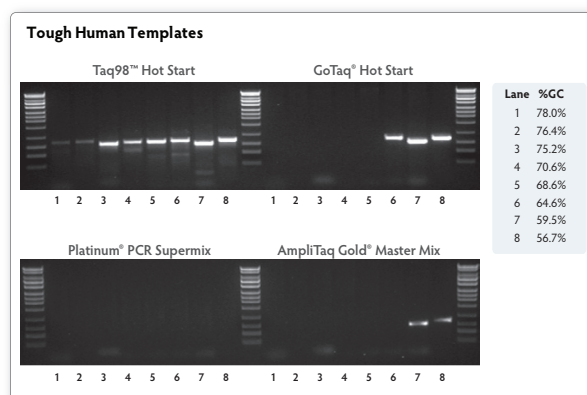 Tough Human Templates
Taq98™ Hot Start
GoTaq® Hot Start
1 2 3 4 5 6 7 8
1 2 3 4 5 6 7 8
Platinum® PCR Supermix
AmpliTaq Gold® Master Mix
1 2 3 4 5 6 7 8
1 2 3 4 5 6 7 8
Lane %GC
1 78.0%
2 76.4%
3 75.2%
4 70.6%
5 68.6%
6 64.6%
7 59.5%
8 56.7%